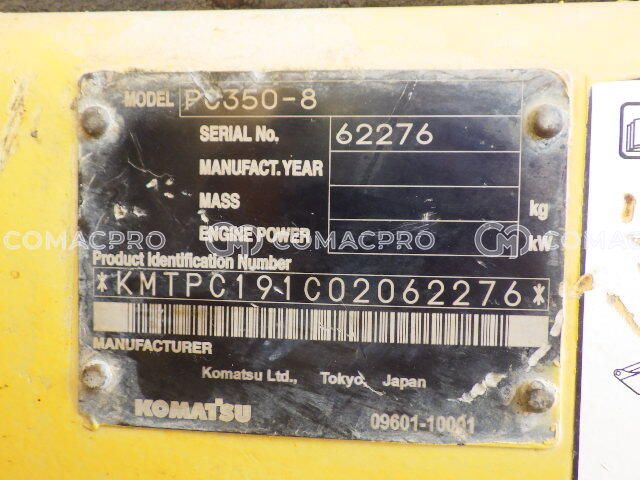 MODEL PC350-8
SERIAL No. 62276
MANUFACT.YEAR
MASS kg
ENGINE POWER kW
COMACPRO COMACPRO COMACPRO
Product Identification Number
*KMTPC191C02062276*
MANUFACTURER
Komatsu Ltd., Tokyo, Japan
KOMATSU 09601-10001